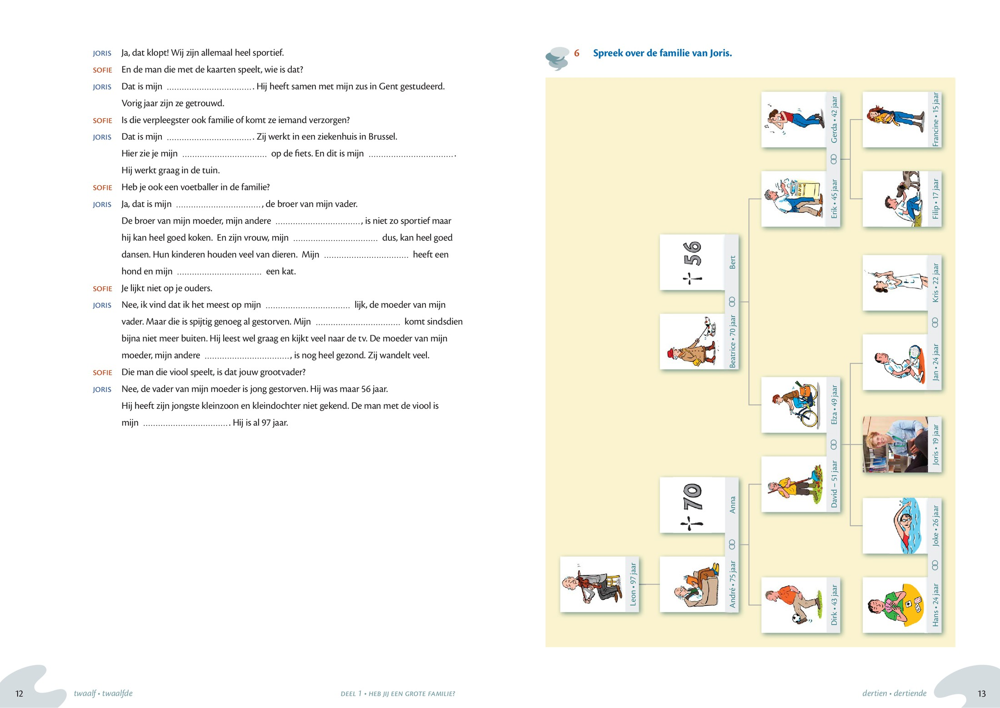 JORIS Ja, dat klopt! Wij zijn allemaal heel sportief.
SOFIE En de man die met de kaarten speelt, wie is dat?
JORIS Dat is mijn .................................. . Hij heeft samen met mijn zus in Gent gestudeerd.
Vorig jaar zijn ze getrouwd.
SOFIE Is die verpleegster ook familie of komt ze iemand verzorgen?
JORIS Dat is mijn .................................. . Zij werkt in een ziekenhuis in Brussel.
Hier zie je mijn .................................. op de fiets. En dit is mijn .................................. .
Hij werkt graag in de tuin.
SOFIE Heb je ook een voetballer in de familie?
JORIS Ja, dat is mijn .................................. , de broer van mijn vader.
De broer van mijn moeder, mijn andere .................................. , is niet zo sportief maar
hij kan heel goed koken. En zijn vrouw, mijn .................................. dus, kan heel goed
dansen. Hun kinderen houden veel van dieren. Mijn .................................. heeft een
hond en mijn .................................. een kat.
SOFIE Je lijkt niet op je ouders.
JORIS Nee, ik vind dat ik het meest op mijn .................................. lijk, de moeder van mijn
vader. Maar die is spijtig genoeg al gestorven. Mijn .................................. komt sindsdien
bijna niet meer buiten. Hij leest wel graag en kijkt veel naar de tv. De moeder van mijn
moeder, mijn andere .................................. , is nog heel gezond. Zij wandelt veel.
SOFIE Die man die viool speelt, is dat jouw grootvader?
JORIS Nee, de vader van mijn moeder is jong gestorven. Hij was maar 56 jaar.
Hij heeft zijn jongste kleinzoon en kleindochter niet gekend. De man met de viool is
mijn .................................. . Hij is al 97 jaar.
12
twaalf • twaalfde
DEEL 1 • HEB JIJ EEN GROTE FAMILIE?
6 Spreek over de familie van Joris.
Leon • 97 jaar
André • 75 jaar
† 70
Anna
Beatrice • 70 jaar
† 56
Bert
Dirk • 43 jaar
David – 51 jaar
Elza • 49 jaar
Erik • 45 jaar
Gerda • 42 jaar
Hans • 24 jaar
Joke • 26 jaar
Joris • 19 jaar
Jan • 24 jaar
Kris • 22 jaar
Filip • 17 jaar
Francine • 15 jaar
dertien • dertiende
13